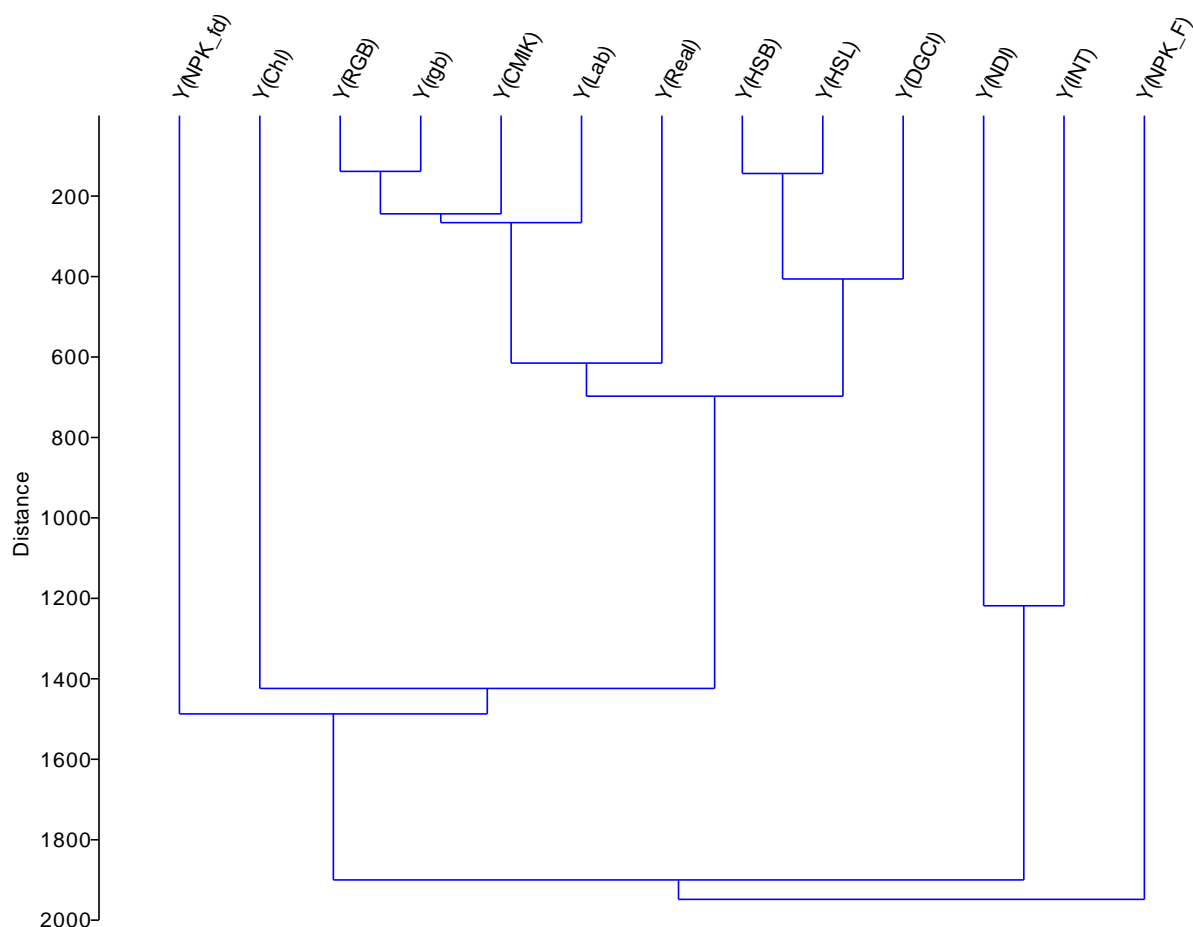 Y(NPK_fd)
Y(Chl)
Y(RGB)
Y(rgb)
Y(CMIK)
Y(Lab)
Y(Real)
Y(HSB)
Y(HSL)
Y(DGCI)
Y(NDI)
Y(INT)
Y(NPK_F)
200
400
600
800
1000
1200
1400
1600
1800
2000
Distance